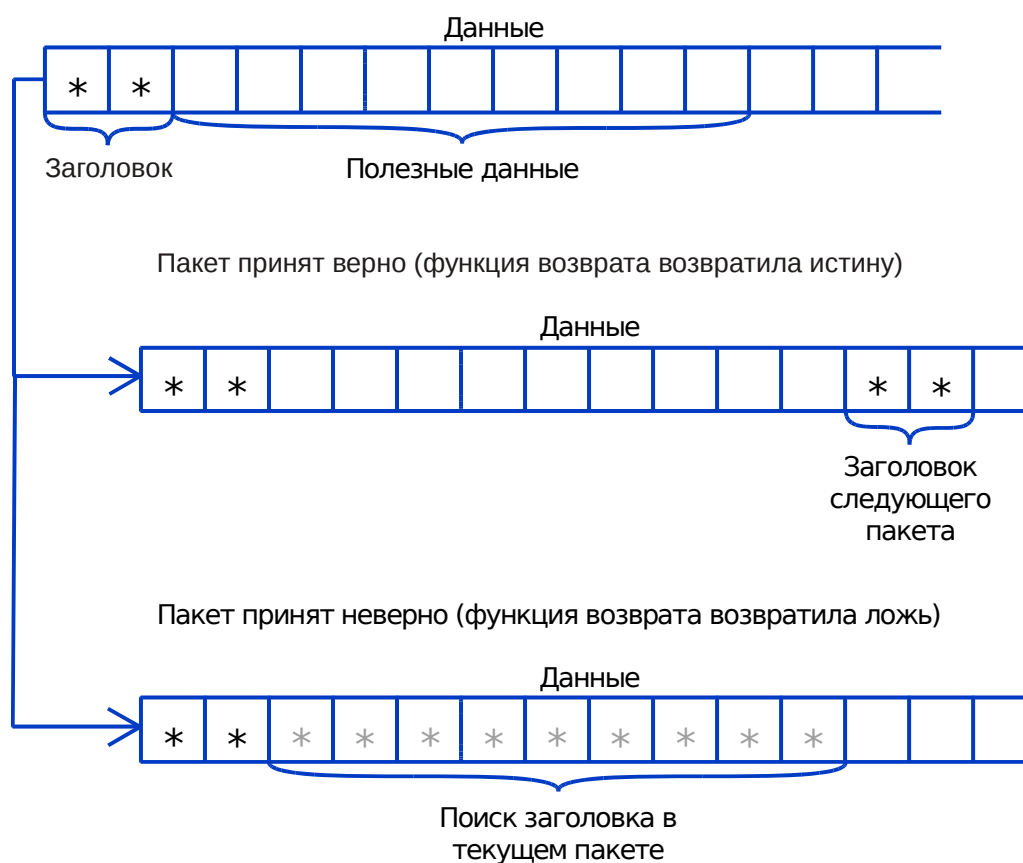 Данные
* *
Заголовок
Полезные данные
Пакет принят верно (функция возврата возвратила истину)
Данные
* * * *
Заголовок
следующего
пакета
Пакет принят неверно (функция возврата возвратила ложь)
Данные
* * * * * * * * * * *
Поиск заголовка в
текущем пакете